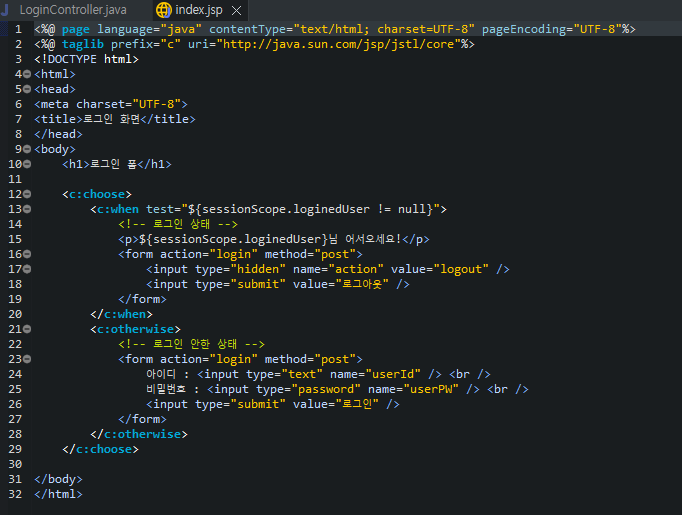 LoginController.java index.jsp
1 <%@ page language="java" contentType="text/html; charset=UTF-8" pageEncoding="UTF-8"%>
2 <%@ taglib prefix="c" uri="http://java.sun.com/jsp/jstl/core"%>
3 <!DOCTYPE html>
4 <html>
5 <head>
6 <meta charset="UTF-8">
7 <title>로그인 화면</title>
8 </head>
9 <body>
10     <h1>로그인 폼</h1>
11
12     <c:choose>
13         <c:when test="${sessionScope.loginedUser != null}">
14             <!-- 로그인 상태 -->
15             <p>${sessionScope.loginedUser}님 어서오세요!</p>
16             <form action="login" method="post">
17                 <input type="hidden" name="action" value="logout" />
18                 <input type="submit" value="로그아웃" />
19             </form>
20         </c:when>
21         <c:otherwise>
22             <!-- 로그인 안한 상태 -->
23             <form action="login" method="post">
24                 아이디 : <input type="text" name="userId" /> <br />
25                 비밀번호 : <input type="password" name="userPW" /> <br />
26                 <input type="submit" value="로그인" />
27             </form>
28         </c:otherwise>
29     </c:choose>
30
31 </body>
32 </html>